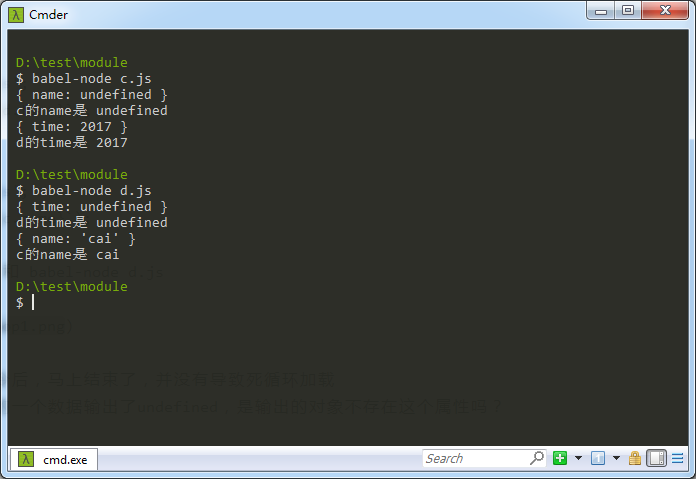 Cmder
D:\test\module
$ babel-node c.js
{ name: undefined }
c的name是 undefined
{ time: 2017 }
d的time是 2017
D:\test\module
$ babel-node d.js
{ time: undefined }
d的time是 undefined
{ name: 'cai' }
c的name是 cai
D:\test\module
$
cmd.exe
Search